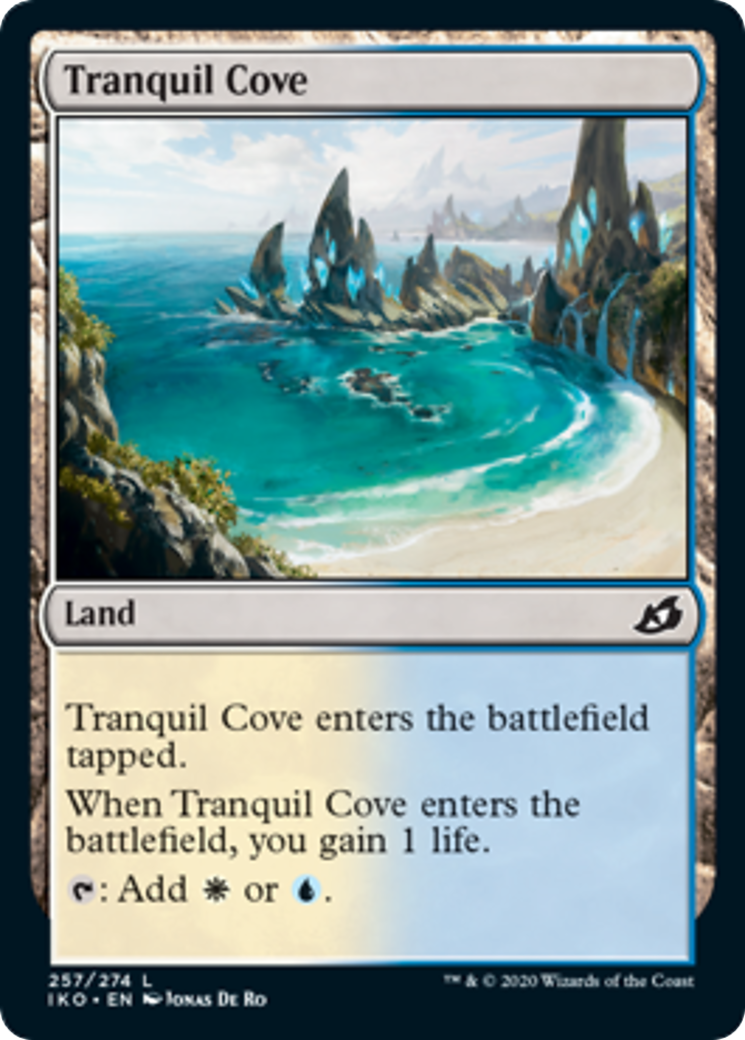 Tranquil Cove
Land
Tranquil Cove enters the battlefield
tapped.
When Tranquil Cove enters the
battlefield, you gain 1 life.
: Add or .
257/274 L
IKO • EN Jonas De Ro
™ & © 2020 Wizards of the Coast